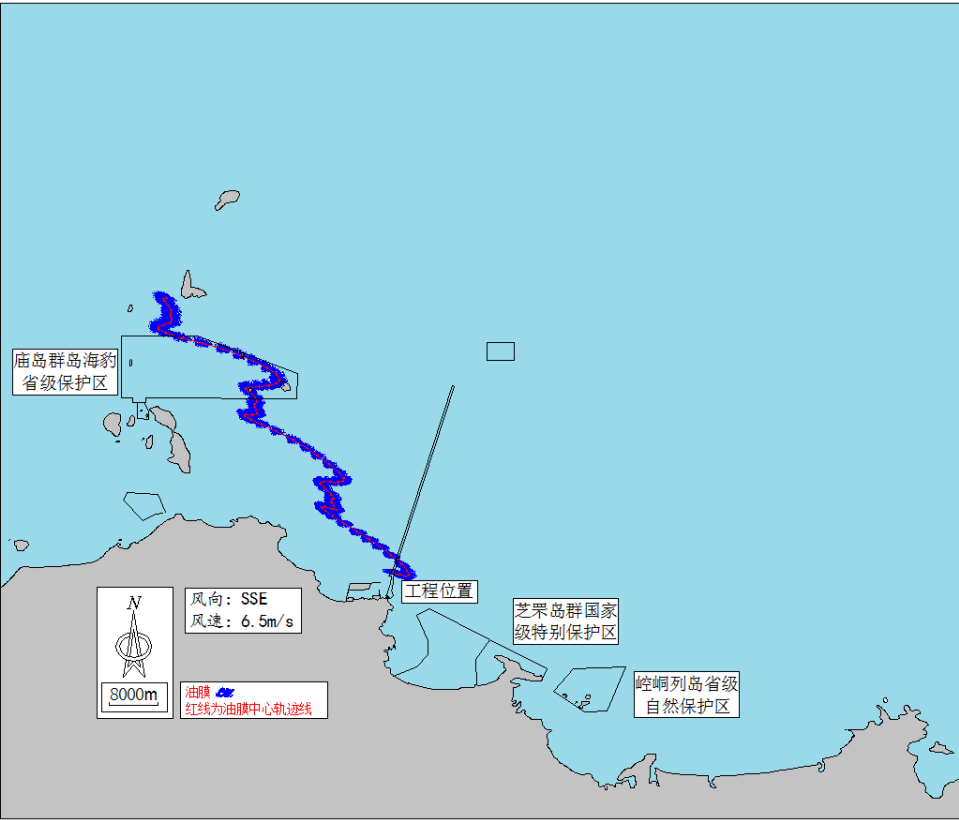 庙岛群岛海豹
省级保护区
工程位置
风向: SSE
风速: 6.5m/s
N
8000m
油膜
红线为油膜中心轨迹线
芝罘岛群国家
级特别保护区
崆峒列岛省级
自然保护区